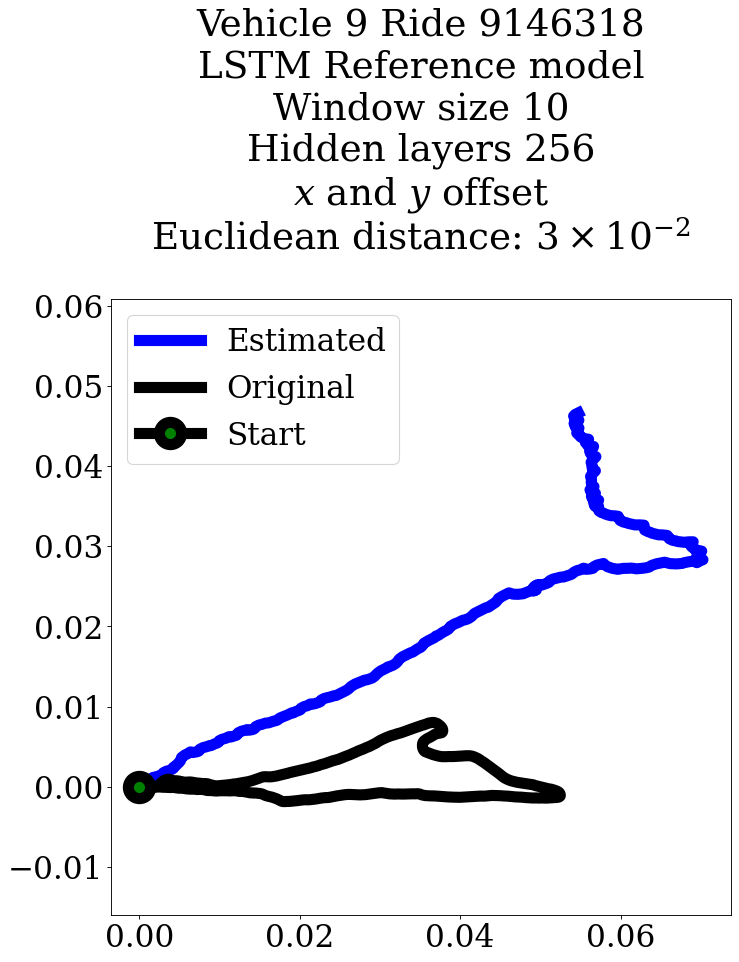 Vehicle 9 Ride 9146318
LSTM Reference model
Window size 10
Hidden layers 256
x and y offset
Euclidean distance: 3 × 10⁻²
0.06
0.05
0.04
0.03
0.02
0.01
0.00
−0.01
Estimated
Original
Start
0.00 0.02 0.04 0.06